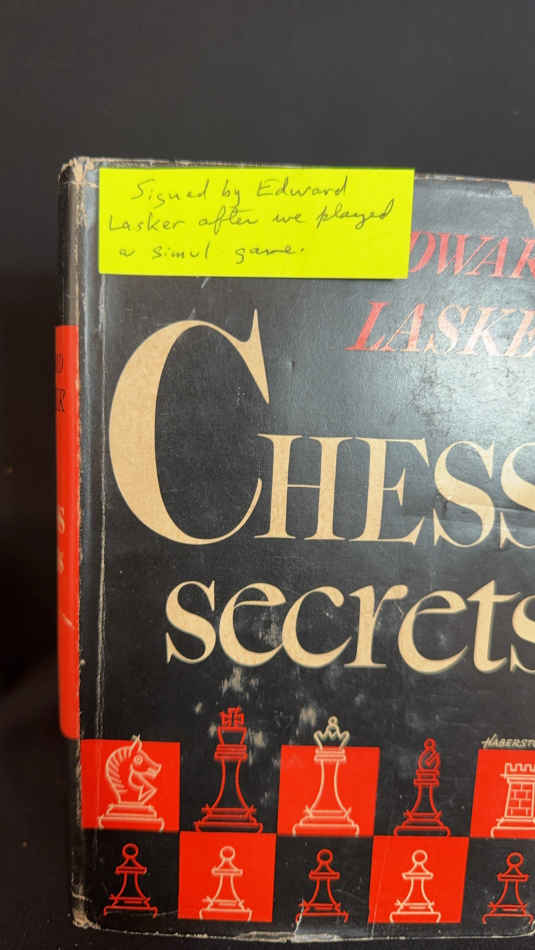 Signed by Edward
Lasker after we played
a simul game.
DWAR
LASKE
CHESS
secrets
HABERST